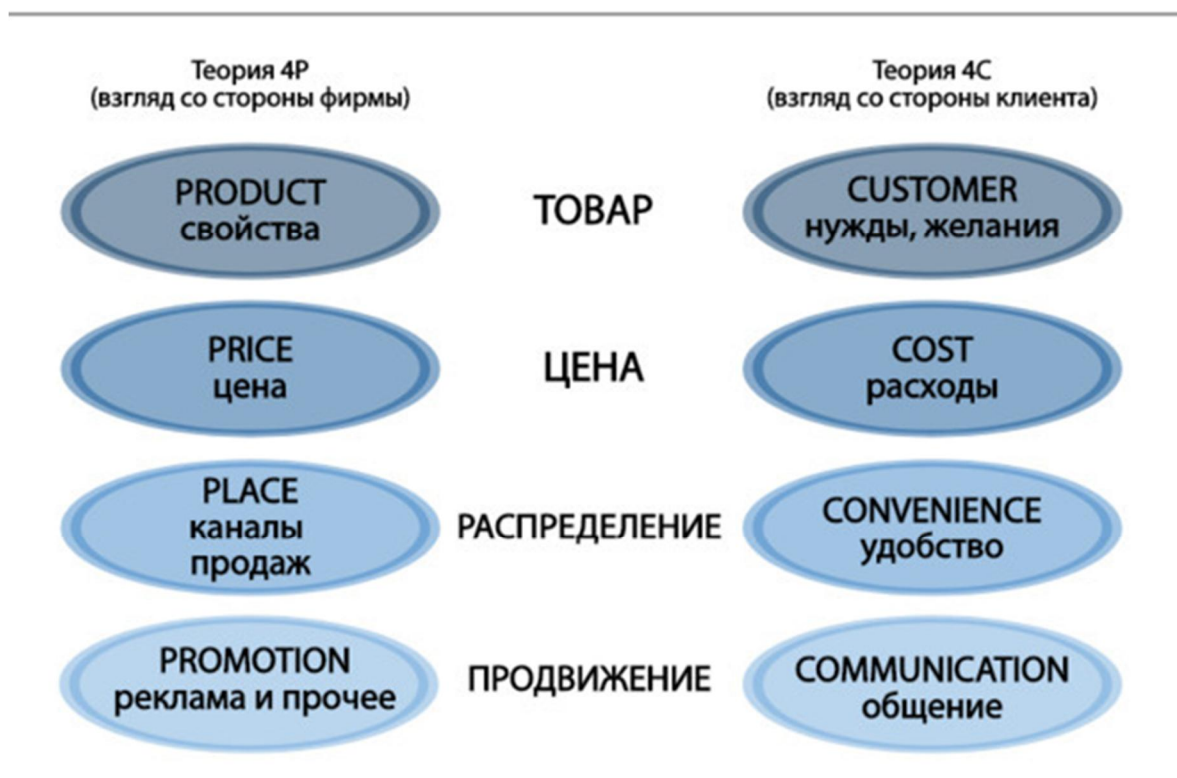 Теория 4P
(взгляд со стороны фирмы)
Теория 4C
(взгляд со стороны клиента)
PRODUCT
свойства
ТОВАР
CUSTOMER
нужды, желания
PRICE
цена
ЦЕНА
COST
расходы
PLACE
каналы
продаж
РАСПРЕДЕЛЕНИЕ
CONVENIENCE
удобство
PROMOTION
реклама и прочее
ПРОДВИЖЕНИЕ
COMMUNICATION
общение